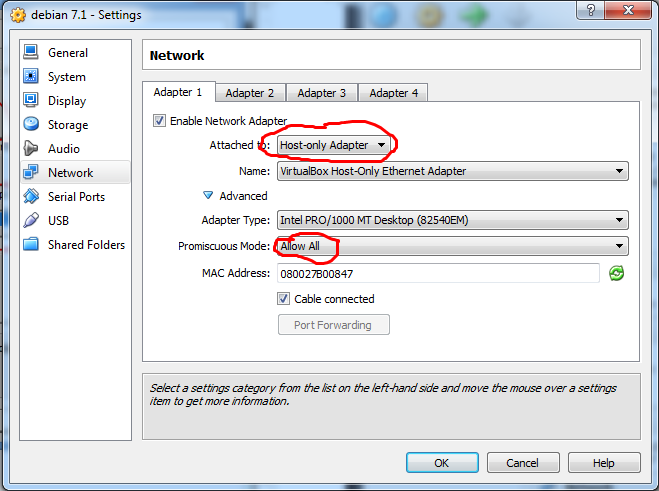 debian 7.1 - Settings
?
General
System
Display
Storage
Audio
Network
Serial Ports
USB
Shared Folders
Network
Adapter 1 Adapter 2 Adapter 3 Adapter 4
Enable Network Adapter
Attached to: Host-only Adapter
Name: VirtualBox Host-Only Ethernet Adapter
Advanced
Adapter Type: Intel PRO/1000 MT Desktop (82540EM)
Promiscuous Mode: Allow All
MAC Address: 080027B00847
Cable connected
Port Forwarding
Select a settings category from the list on the left-hand side and move the mouse over a settings
item to get more information.
OK Cancel Help